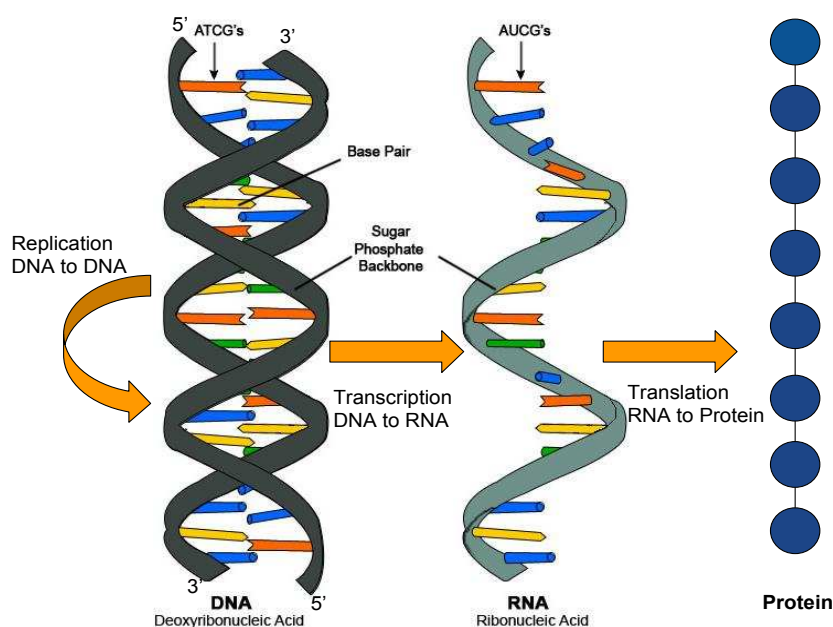 5’
ATCG's
3’
AUCG's
Base Pair
Replication
DNA to DNA
Sugar
Phosphate
Backbone
Transcription
DNA to RNA
Translation
RNA to Protein
3’
5’
DNA
Deoxyribonucleic Acid
RNA
Ribonucleic Acid
Protein